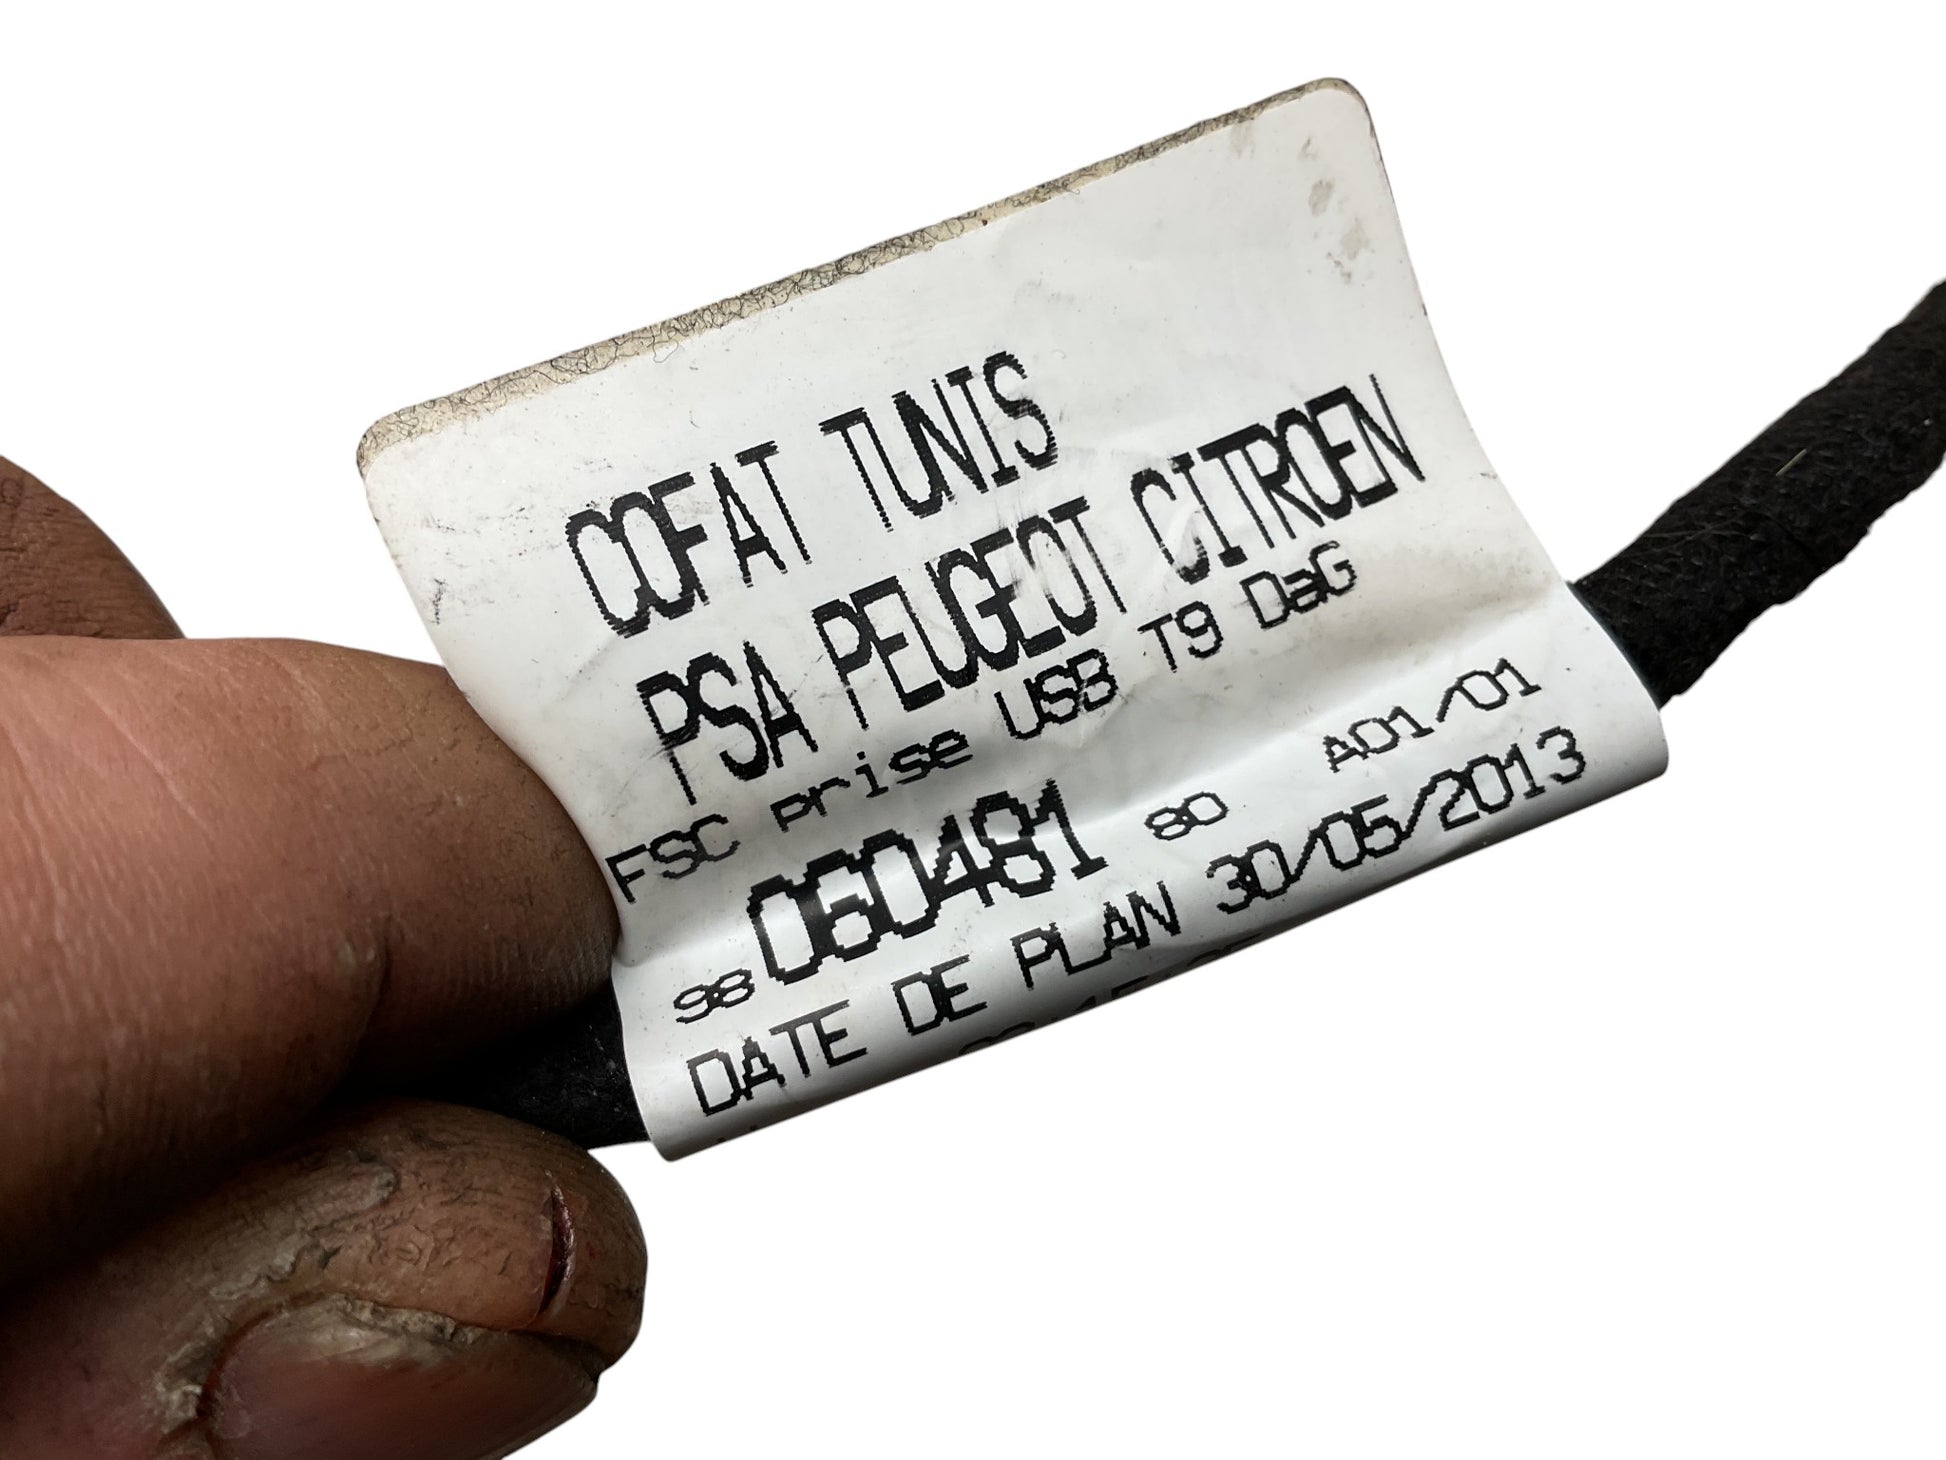 COFAT TUNIS
PSA PEUGEOT CITROEN
FSC prise USB T9 DaG
A01/01
98 060481 80
DATE DE PLAN 30/05/2013